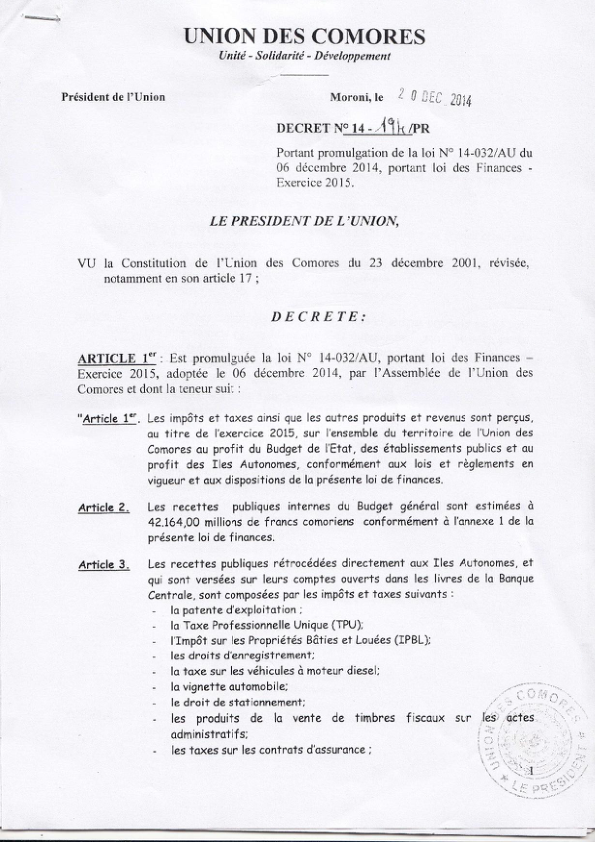 UNION DES COMORES
Unité - Solidarité - Développement
Président de l'Union
Moroni, le 20 DEC 2014
DECRET N° 14 - 194 /PR
Portant promulgation de la loi N° 14-032/AU du
06 décembre 2014, portant loi des Finances -
Exercice 2015.
LE PRESIDENT DE L'UNION,
VU la Constitution de l'Union des Comores du 23 décembre 2001, révisée,
notamment en son article 17 ;
D E C R E T E :
ARTICLE 1er : Est promulguée la loi N° 14-032/AU, portant loi des Finances –
Exercice 2015, adoptée le 06 décembre 2014, par l'Assemblée de l'Union des
Comores et dont la teneur suit :
"Article 1er. Les impôts et taxes ainsi que les autres produits et revenus sont perçus,
au titre de l'exercice 2015, sur l'ensemble du territoire de l'Union des
Comores au profit du Budget de l'Etat, des établissements publics et au
profit des Iles Autonomes, conformément aux lois et règlements en
vigueur et aux dispositions de la présente loi de finances.
Article 2. Les recettes publiques internes du Budget général sont estimées à
42.164,00 millions de francs comoriens conformément à l'annexe 1 de la
présente loi de finances.
Article 3. Les recettes publiques rétrocédées directement aux Iles Autonomes, et
qui sont versées sur leurs comptes ouverts dans les livres de la Banque
Centrale, sont composées par les impôts et taxes suivants :
- la patente d'exploitation ;
- la Taxe Professionnelle Unique (TPU);
- l'Impôt sur les Propriétés Bâties et Louées (IPBL);
- les droits d'enregistrement;
- la taxe sur les véhicules à moteur diesel;
- la vignette automobile;
- le droit de stationnement;
- les produits de la vente de timbres fiscaux sur les actes
administratifs;
- les taxes sur les contrats d'assurance ;
UNION DES COMORES
LE PRESIDENT
1